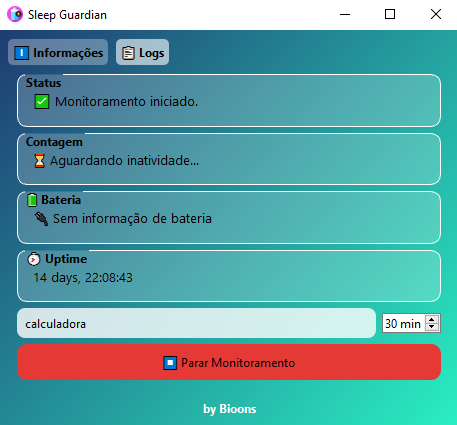 Sleep Guardian
Informações
Logs
Status
Monitoramento iniciado.
Contagem
Aguardando inatividade...
Bateria
Sem informação de bateria
Uptime
14 days, 22:08:43
calculadora
30 min
Parar Monitoramento
by Bioons